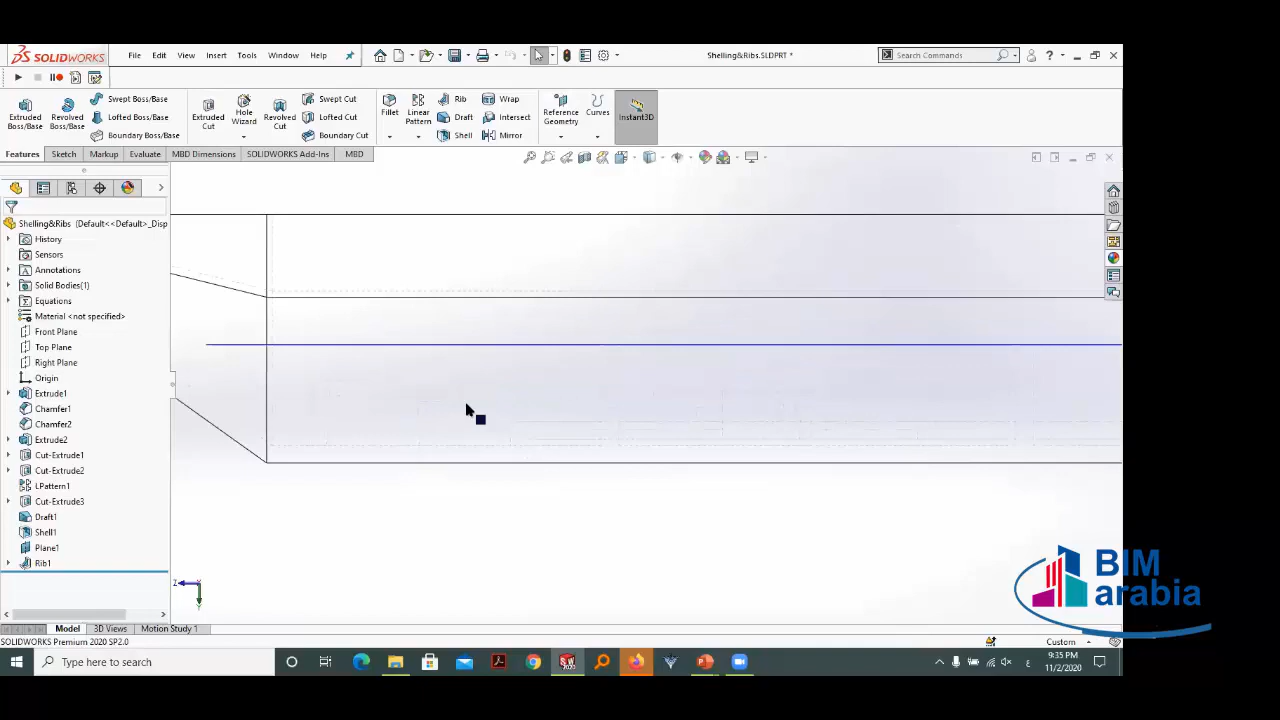 SOLIDWORKS File Edit View Insert Tools Window Help Shelling&Ribs.SLDPRT * Search Commands ?
Extruded Boss/Base
Revolved Boss/Base
Swept Boss/Base
Lofted Boss/Base
Boundary Boss/Base
Extruded Cut
Hole Wizard
Revolved Cut
Swept Cut
Lofted Cut
Boundary Cut
Fillet
Linear Pattern
Rib
Draft
Shell
Wrap
Intersect
Mirror
Reference Geometry
Curves
Instant3D
Features Sketch Markup Evaluate MBD Dimensions SOLIDWORKS Add-Ins MBD
Shelling&Ribs (Default<<Default>_Disp
History
Sensors
Annotations
Solid Bodies(1)
Equations
Material <not specified>
Front Plane
Top Plane
Right Plane
Origin
Extrude1
Chamfer1
Chamfer2
Extrude2
Cut-Extrude1
Cut-Extrude2
LPattern1
Cut-Extrude3
Draft1
Shell1
Plane1
Rib1
Z
Y
BIM
arabia
Model 3D Views Motion Study 1
SOLIDWORKS Premium 2020 SP2.0 Custom
Type here to search
ع
9:35 PM
11/2/2020